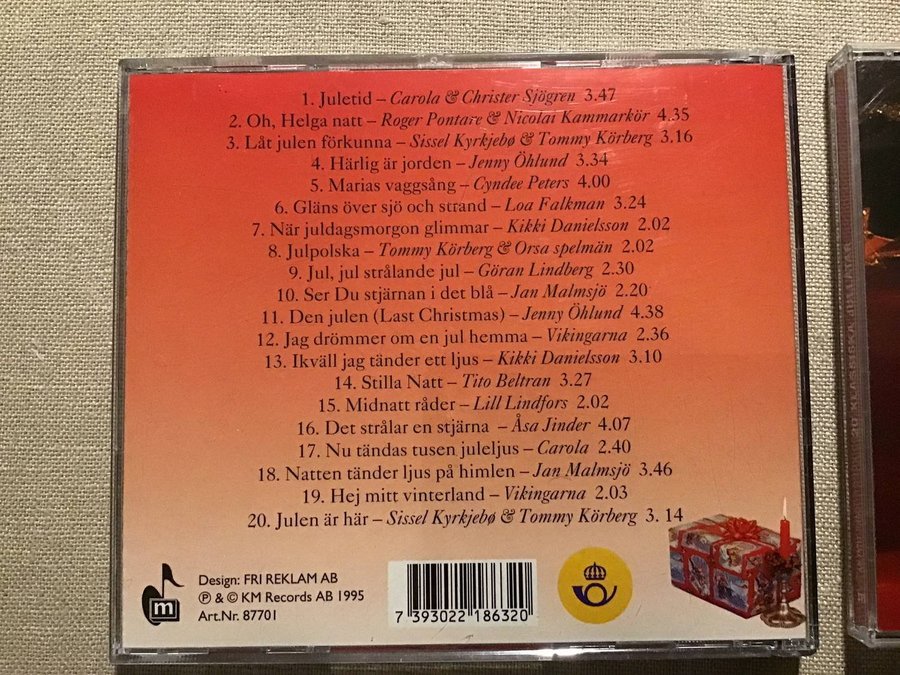 1. Juletid – Carola & Christer Sjögren 3.47
2. Oh, Helga natt – Roger Pontare & Nicolai Kammarkör 4.35
3. Låt julen förkunna – Sissel Kyrkjebø & Tommy Körberg 3.16
4. Härlig är jorden – Jenny Öhlund 3.34
5. Marias vaggsång – Cyndee Peters 4.00
6. Gläns över sjö och strand – Loa Falkman 3.24
7. När juldagsmorgon glimmar – Kikki Danielsson 2.02
8. Julpolska – Tommy Körberg & Orsa spelmän 2.02
9. Jul, jul strålande jul – Göran Lindberg 2.30
10. Ser Du stjärnan i det blå – Jan Malmsjö 2.20
11. Den julen (Last Christmas) – Jenny Öhlund 4.38
12. Jag drömmer om en jul hemma – Vikingarna 2.36
13. Ikväll jag tänder ett ljus – Kikki Danielsson 3.10
14. Stilla Natt – Tito Beltran 3.27
15. Midnatt råder – Lill Lindfors 2.02
16. Det strålar en stjärna – Åsa Jinder 4.07
17. Nu tändas tusen juleljus – Carola 2.40
18. Natten tänder ljus på himlen – Jan Malmsjö 3.46
19. Hej mitt vinterland – Vikingarna 2.03
20. Julen är här – Sissel Kyrkjebø & Tommy Körberg 3. 14
m
Design: FRI REKLAM AB
℗ & © KM Records AB 1995
Art.Nr. 87701
7 393022 186320